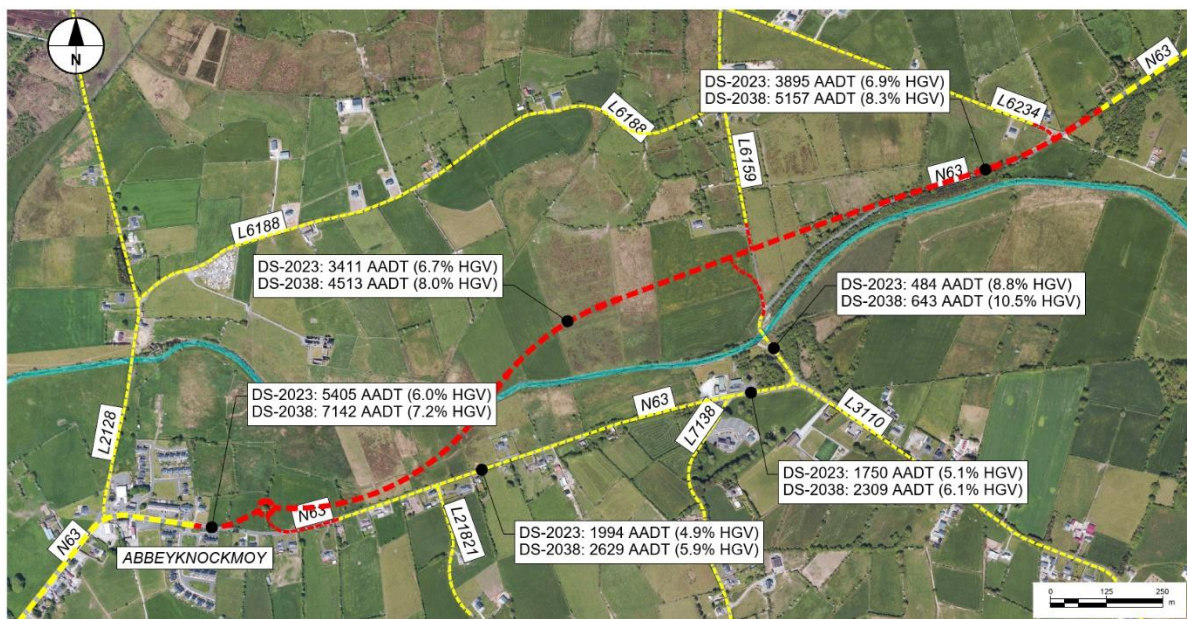 N
N63
DS-2023: 3895 AADT (6.9% HGV)
DS-2038: 5157 AADT (8.3% HGV)
L6234
L6188
L6159
N63
L6188
DS-2023: 3411 AADT (6.7% HGV)
DS-2038: 4513 AADT (8.0% HGV)
DS-2023: 484 AADT (8.8% HGV)
DS-2038: 643 AADT (10.5% HGV)
DS-2023: 5405 AADT (6.0% HGV)
DS-2038: 7142 AADT (7.2% HGV)
N63
L3110
L2128
L7138
DS-2023: 1750 AADT (5.1% HGV)
DS-2038: 2309 AADT (6.1% HGV)
N63
N63
L21821
DS-2023: 1994 AADT (4.9% HGV)
DS-2038: 2629 AADT (5.9% HGV)
ABBEYKNOCKMOY
0 125 250
m